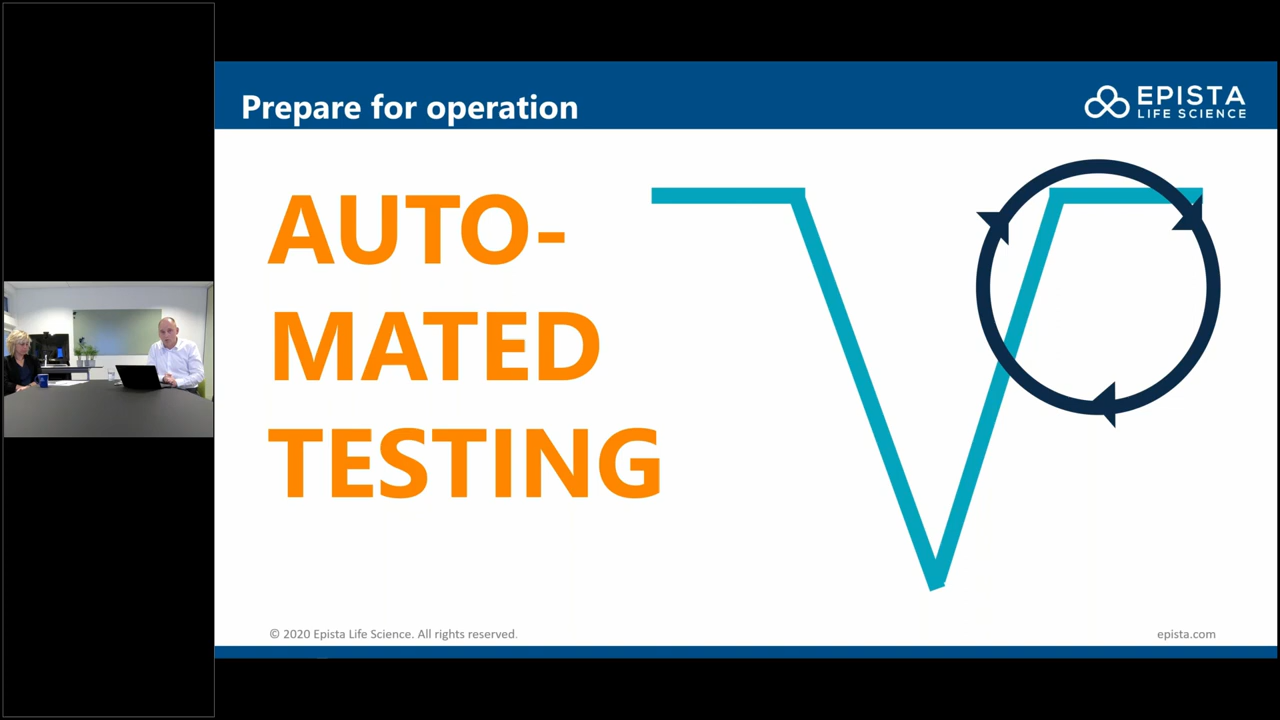 Prepare for operation
EPISTA
LIFE SCIENCE
AUTO-
MATED
TESTING
© 2020 Epista Life Science. All rights reserved.
epista.com